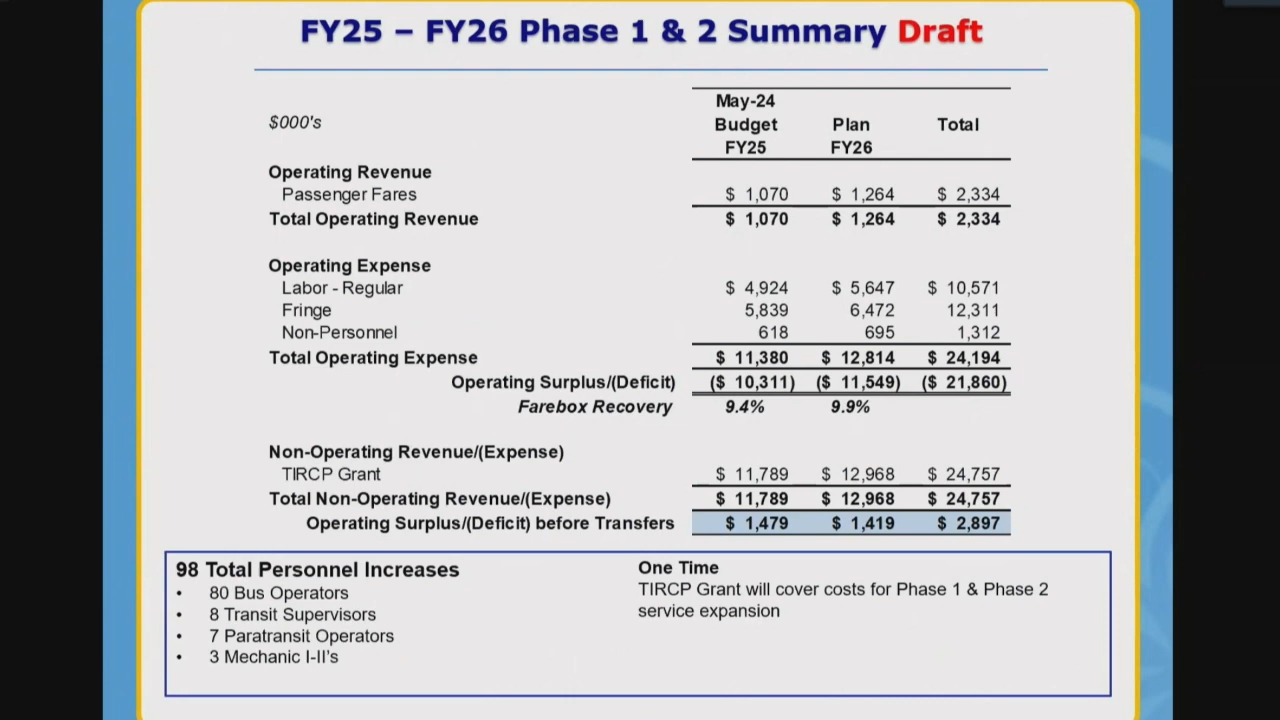 FY25 – FY26 Phase 1 & 2 Summary Draft
May-24
$000's Budget Plan Total
FY25 FY26
Operating Revenue
Passenger Fares $ 1,070 $ 1,264 $ 2,334
Total Operating Revenue $ 1,070 $ 1,264 $ 2,334
Operating Expense
Labor - Regular $ 4,924 $ 5,647 $ 10,571
Fringe 5,839 6,472 12,311
Non-Personnel 618 695 1,312
Total Operating Expense $ 11,380 $ 12,814 $ 24,194
Operating Surplus/(Deficit) ($ 10,311) ($ 11,549) ($ 21,860)
Farebox Recovery 9.4% 9.9%
Non-Operating Revenue/(Expense)
TIRCP Grant $ 11,789 $ 12,968 $ 24,757
Total Non-Operating Revenue/(Expense) $ 11,789 $ 12,968 $ 24,757
Operating Surplus/(Deficit) before Transfers $ 1,479 $ 1,419 $ 2,897
98 Total Personnel Increases
• 80 Bus Operators
• 8 Transit Supervisors
• 7 Paratransit Operators
• 3 Mechanic I-II's
One Time
TIRCP Grant will cover costs for Phase 1 & Phase 2
service expansion